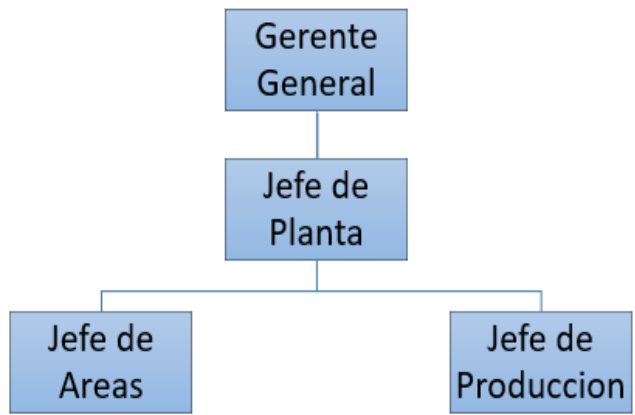 Gerente
General
Jefe de
Planta
Jefe de
Areas
Jefe de
Produccion